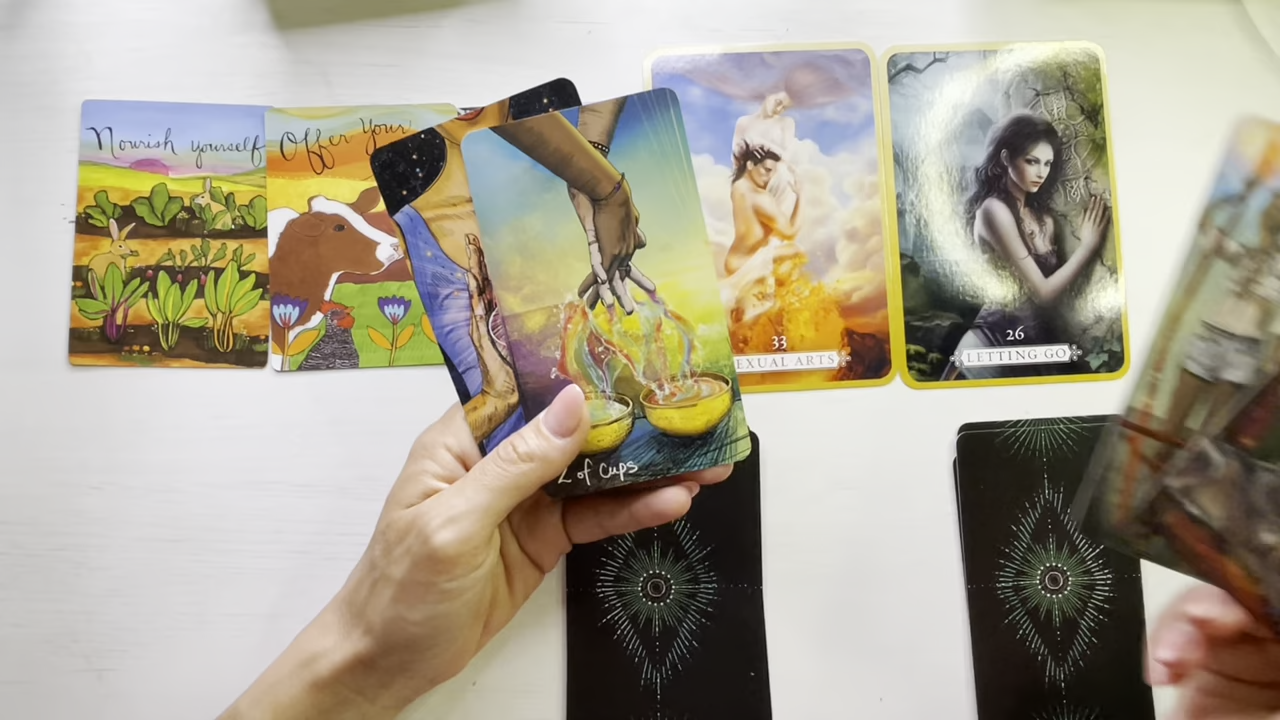 Nourish yourself
Offer Your
33
EXUAL ARTS
26
LETTING GO
2 of Cups